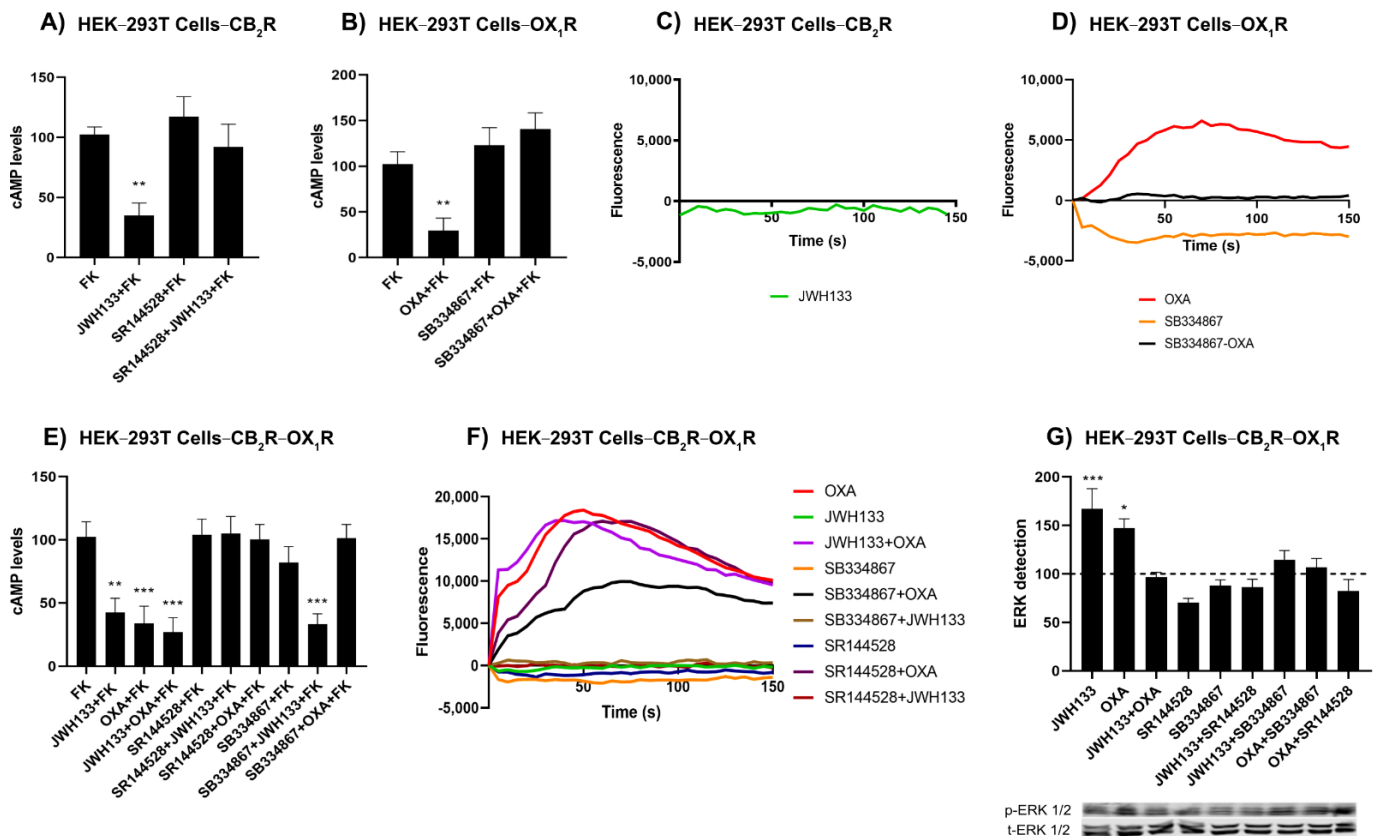 A) HEK–293T Cells–CB2R
cAMP levels
150
100
50
0
FK
JWH133+FK
SR144528+FK
SR144528+JWH133+FK
**
B) HEK–293T Cells–OX1R
cAMP levels
200
150
100
50
0
FK
OXA+FK
SB334867+FK
SB334867+OXA+FK
**
C) HEK–293T Cells–CB2R
Fluorescence
10,000
5,000
0
-5,000
50
100
150
Time (s)
JWH133
D) HEK–293T Cells–OX1R
Fluorescence
10,000
5,000
0
-5,000
50
100
150
Time (s)
OXA
SB334867
SB334867-OXA
E) HEK–293T Cells–CB2R–OX1R
cAMP levels
150
100
50
0
**
***
***
***
FK
JWH133+FK
OXA+FK
JWH133+OXA+FK
SR144528+FK
SR144528+JWH133+FK
SR144528+OXA+FK
SB334867+FK
SB334867+JWH133+FK
SB334867+OXA+FK
F) HEK–293T Cells–CB2R–OX1R
Fluorescence
20,000
15,000
10,000
5,000
0
-5,000
50
100
150
Time (s)
OXA
JWH133
JWH133+OXA
SB334867
SB334867+OXA
SB334867+JWH133
SR144528
SR144528+OXA
SR144528+JWH133
G) HEK–293T Cells–CB2R–OX1R
ERK detection
200
150
100
50
0
***
*
JWH133
OXA
JWH133+OXA
SR144528
SB334867
JWH133+SR144528
JWH133+SB334867
OXA+SB334867
OXA+SR144528
p-ERK 1/2
t-ERK 1/2